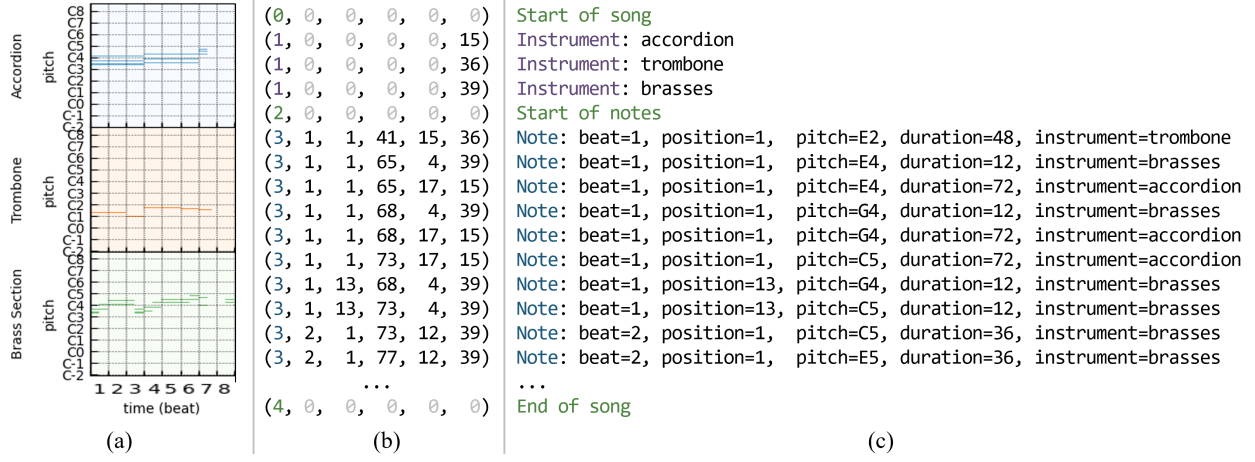 Accordion
pitch
C8
C7
C6
C5
C4
C3
C2
C1
C0
C-1
C-2
Trombone
pitch
C8
C7
C6
C5
C4
C3
C2
C1
C0
C-1
C-2
Brass Section
pitch
C8
C7
C6
C5
C4
C3
C2
C1
C0
C-1
C-2
1 2 3 4 5 6 7 8
time (beat)
(a)
(0, 0, 0, 0, 0, 0)
(1, 0, 0, 0, 0, 15)
(1, 0, 0, 0, 0, 36)
(1, 0, 0, 0, 0, 39)
(2, 0, 0, 0, 0, 0)
(3, 1, 1, 41, 15, 36)
(3, 1, 1, 65, 4, 39)
(3, 1, 1, 65, 17, 15)
(3, 1, 1, 68, 4, 39)
(3, 1, 1, 68, 17, 15)
(3, 1, 1, 73, 17, 15)
(3, 1, 13, 68, 4, 39)
(3, 1, 13, 73, 4, 39)
(3, 2, 1, 73, 12, 39)
(3, 2, 1, 77, 12, 39)
...
(4, 0, 0, 0, 0, 0)
(b)
Start of song
Instrument: accordion
Instrument: trombone
Instrument: brasses
Start of notes
Note: beat=1, position=1, pitch=E2, duration=48, instrument=trombone
Note: beat=1, position=1, pitch=E4, duration=12, instrument=brasses
Note: beat=1, position=1, pitch=E4, duration=72, instrument=accordion
Note: beat=1, position=1, pitch=G4, duration=12, instrument=brasses
Note: beat=1, position=1, pitch=G4, duration=72, instrument=accordion
Note: beat=1, position=1, pitch=C5, duration=72, instrument=accordion
Note: beat=1, position=13, pitch=G4, duration=12, instrument=brasses
Note: beat=1, position=13, pitch=C5, duration=12, instrument=brasses
Note: beat=2, position=1, pitch=C5, duration=36, instrument=brasses
Note: beat=2, position=1, pitch=E5, duration=36, instrument=brasses
...
End of song
(c)